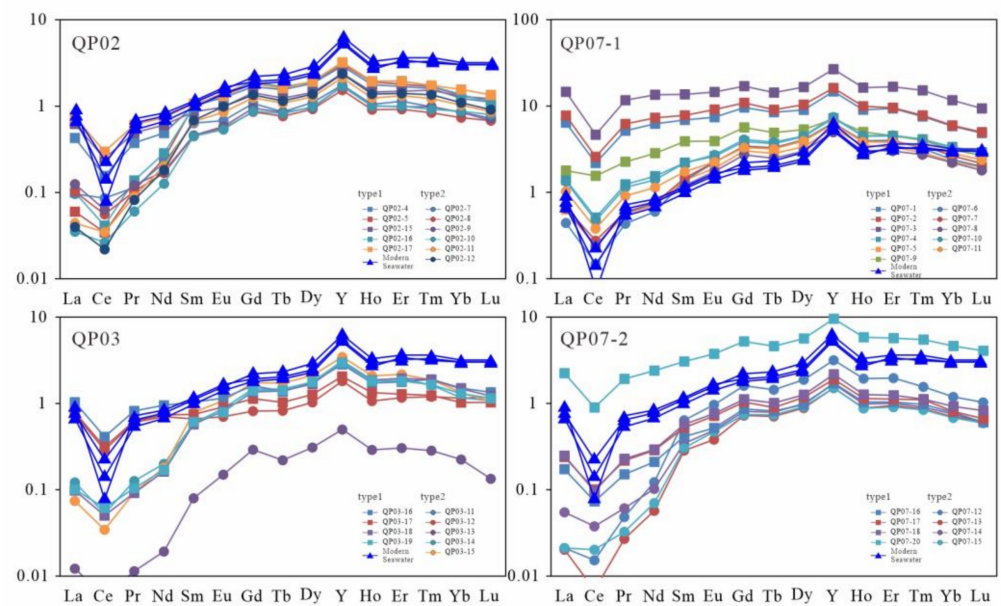 10
QP02
1
0.1
type1 type2
QP02-4 QP02-7
QP02-5 QP02-8
QP02-15 QP02-9
QP02-16 QP02-10
QP02-17 QP02-11
Modern Seawater QP02-12
0.01
La Ce Pr Nd Sm Eu Gd Tb Dy Y Ho Er Tm Yb Lu
100
QP07-1
10
1
type1 type2
QP07-1 QP07-6
QP07-2 QP07-7
QP07-3 QP07-8
QP07-4 QP07-10
QP07-5 QP07-11
QP07-9
Modern
Seawater
0.1
La Ce Pr Nd Sm Eu Gd Tb Dy Y Ho Er Tm Yb Lu
10
QP03
1
0.1
type1 type2
QP03-16 QP03-11
QP03-17 QP03-12
QP03-18 QP03-13
QP03-19 QP03-14
Modern Seawater QP03-15
0.01
La Ce Pr Nd Sm Eu Gd Tb Dy Y Ho Er Tm Yb Lu
10
QP07-2
1
0.1
type1 type2
QP07-16 QP07-12
QP07-17 QP07-13
QP07-18 QP07-14
QP07-20 QP07-15
Modern
Seawater
0.01
La Ce Pr Nd Sm Eu Gd Tb Dy Y Ho Er Tm Yb Lu